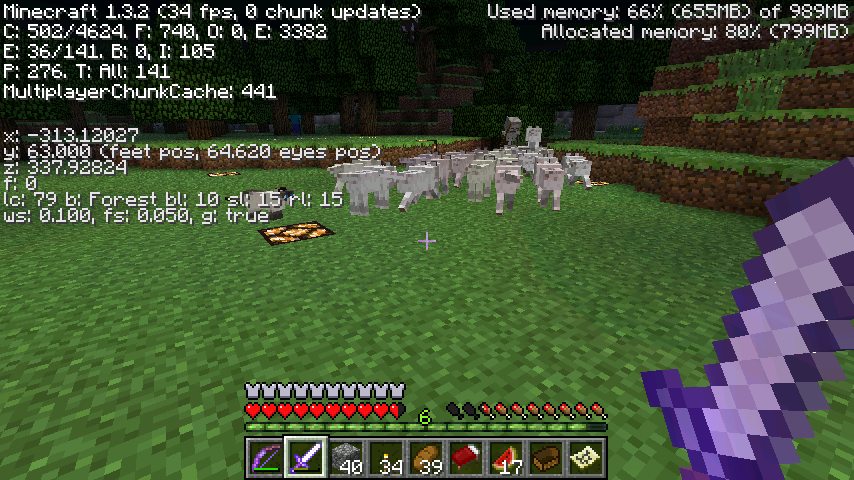 Minecraft 1.3.2 (34 fps, 0 chunk updates)
C: 502/4624. F: 740, O: 0, E: 3382
E: 36/141. B: 0, I: 105
P: 276. T: All: 141
MultiplayerChunkCache: 441
Used memory: 66% (655MB) of 989MB
Allocated memory: 80% (799MB)
x: -313.12027
y: 63.000 (feet pos, 64.620 eyes pos)
z: 337.92824
f: 0
lc: 79 b: Forest bl: 10 sl: 15 rl: 15
ws: 0.100, fs: 0.050, g: true
6
40
34
39
17